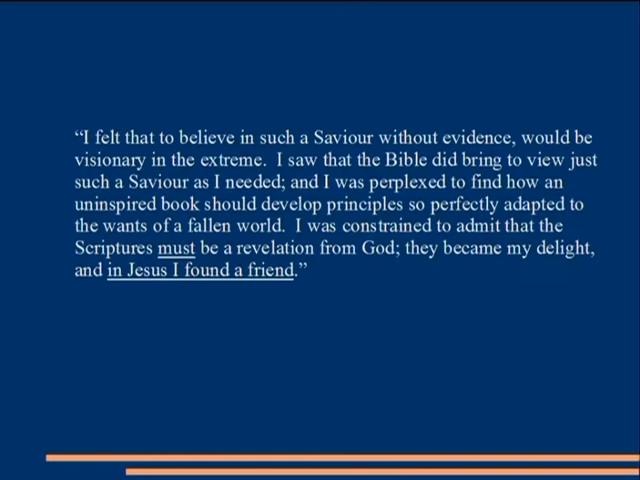 “I felt that to believe in such a Saviour without evidence, would be
visionary in the extreme.  I saw that the Bible did bring to view just
such a Saviour as I needed; and I was perplexed to find how an
uninspired book should develop principles so perfectly adapted to
the wants of a fallen world.  I was constrained to admit that the
Scriptures must be a revelation from God; they became my delight,
and in Jesus I found a friend.”